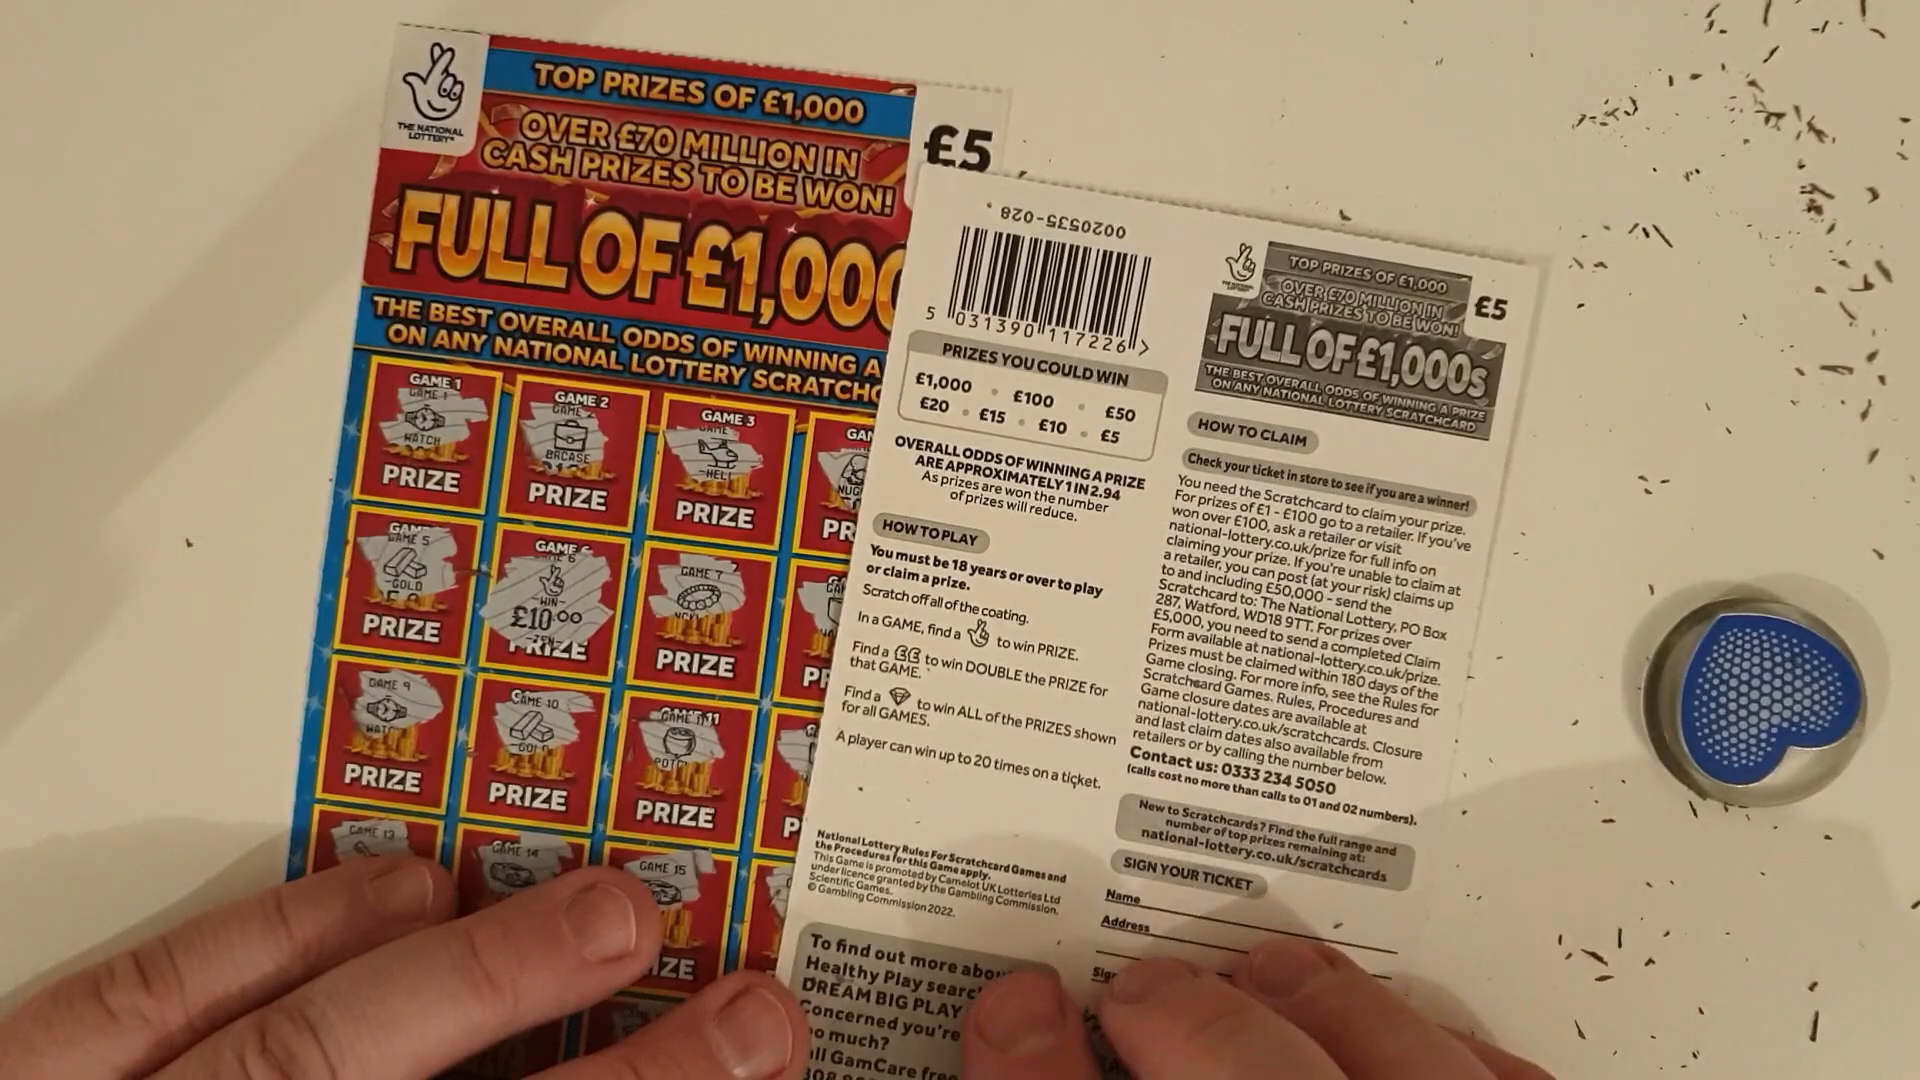 THE NATIONAL
LOTTERY®
TOP PRIZES OF £1,000
£5
OVER £70 MILLION IN
CASH PRIZES TO BE WON!
FULL OF £1,000
THE BEST OVERALL ODDS OF WINNING A
ON ANY NATIONAL LOTTERY
GAME 1
GAME 1
WATCH
PRIZE
GAME 2
GAME
BRCASE
PRIZE
GAME 3
GAME
HELI
PRIZE
GAME 5
GOLD
PRIZE
WIN
£10.00
PRIZE
GAME 7
PRIZE
GAME 9
PRIZE
GAME 10
GOLD
PRIZE
PRIZE
GAME 13
GAME 14
GAME 15
0020535-028
5 031390 117226 >
PRIZES YOU COULD WIN
£1,000 • £100 • £50
£20 • £15 • £10 • £5
OVERALL ODDS OF WINNING A PRIZE
ARE APPROXIMATELY 1 IN 2.94
As prizes are won the number
of prizes will reduce.
HOW TO PLAY
You must be 18 years or over to play
or claim a prize.
Scratch off all of the coating.
In a GAME, find a to win PRIZE.
Find a ££ to win DOUBLE the PRIZE for
that GAME.
Find a to win ALL of the PRIZES shown
for all GAMES.
A player can win up to 20 times on a ticket.
National Lottery Rules For Scratchcard Games and
the Procedures for this Game apply.
This Game is promoted by Camelot UK Lotteries Ltd
under licence granted by the Gambling Commission.
Scientific Games.
© Gambling Commission 2022.
To find out more
Healthy Play
DREAM BIG PLAY
Concerned you're
much?
GamCare
TOP PRIZES OF £1,000
£5
OVER £70 MILLION IN
CASH PRIZES TO BE WON!
FULL OF £1,000s
THE BEST OVERALL ODDS OF WINNING A PRIZE
ON ANY NATIONAL LOTTERY SCRATCHCARD
HOW TO CLAIM
Check your ticket in store to see if you are a winner!
You need the Scratchcard to claim your prize.
For prizes of £1 - £100 go to a retailer. If you've
won over £100, ask a retailer or visit
national-lottery.co.uk/prize for full info on
claiming your prize. If you're unable to claim at
a retailer, you can post (at your risk) claims up
to and including £50,000 - send the
Scratchcard to: The National Lottery, PO Box
287, Watford, WD18 9TT. For prizes over
£5,000, you need to send a completed Claim
Form available at national-lottery.co.uk/prize.
Prizes must be claimed within 180 days of the
Game closing. For more info, see the Rules for
Scratchcard Games. Rules, Procedures and
Game closure dates are available at
national-lottery.co.uk/scratchcards. Closure
and last claim dates also available from
retailers or by calling the number below.
Contact us: 0333 234 5050
(calls cost no more than calls to 01 and 02 numbers).
New to Scratchcards? Find the full range and
number of top prizes remaining at:
national-lottery.co.uk/scratchcards
SIGN YOUR TICKET
Name
Address